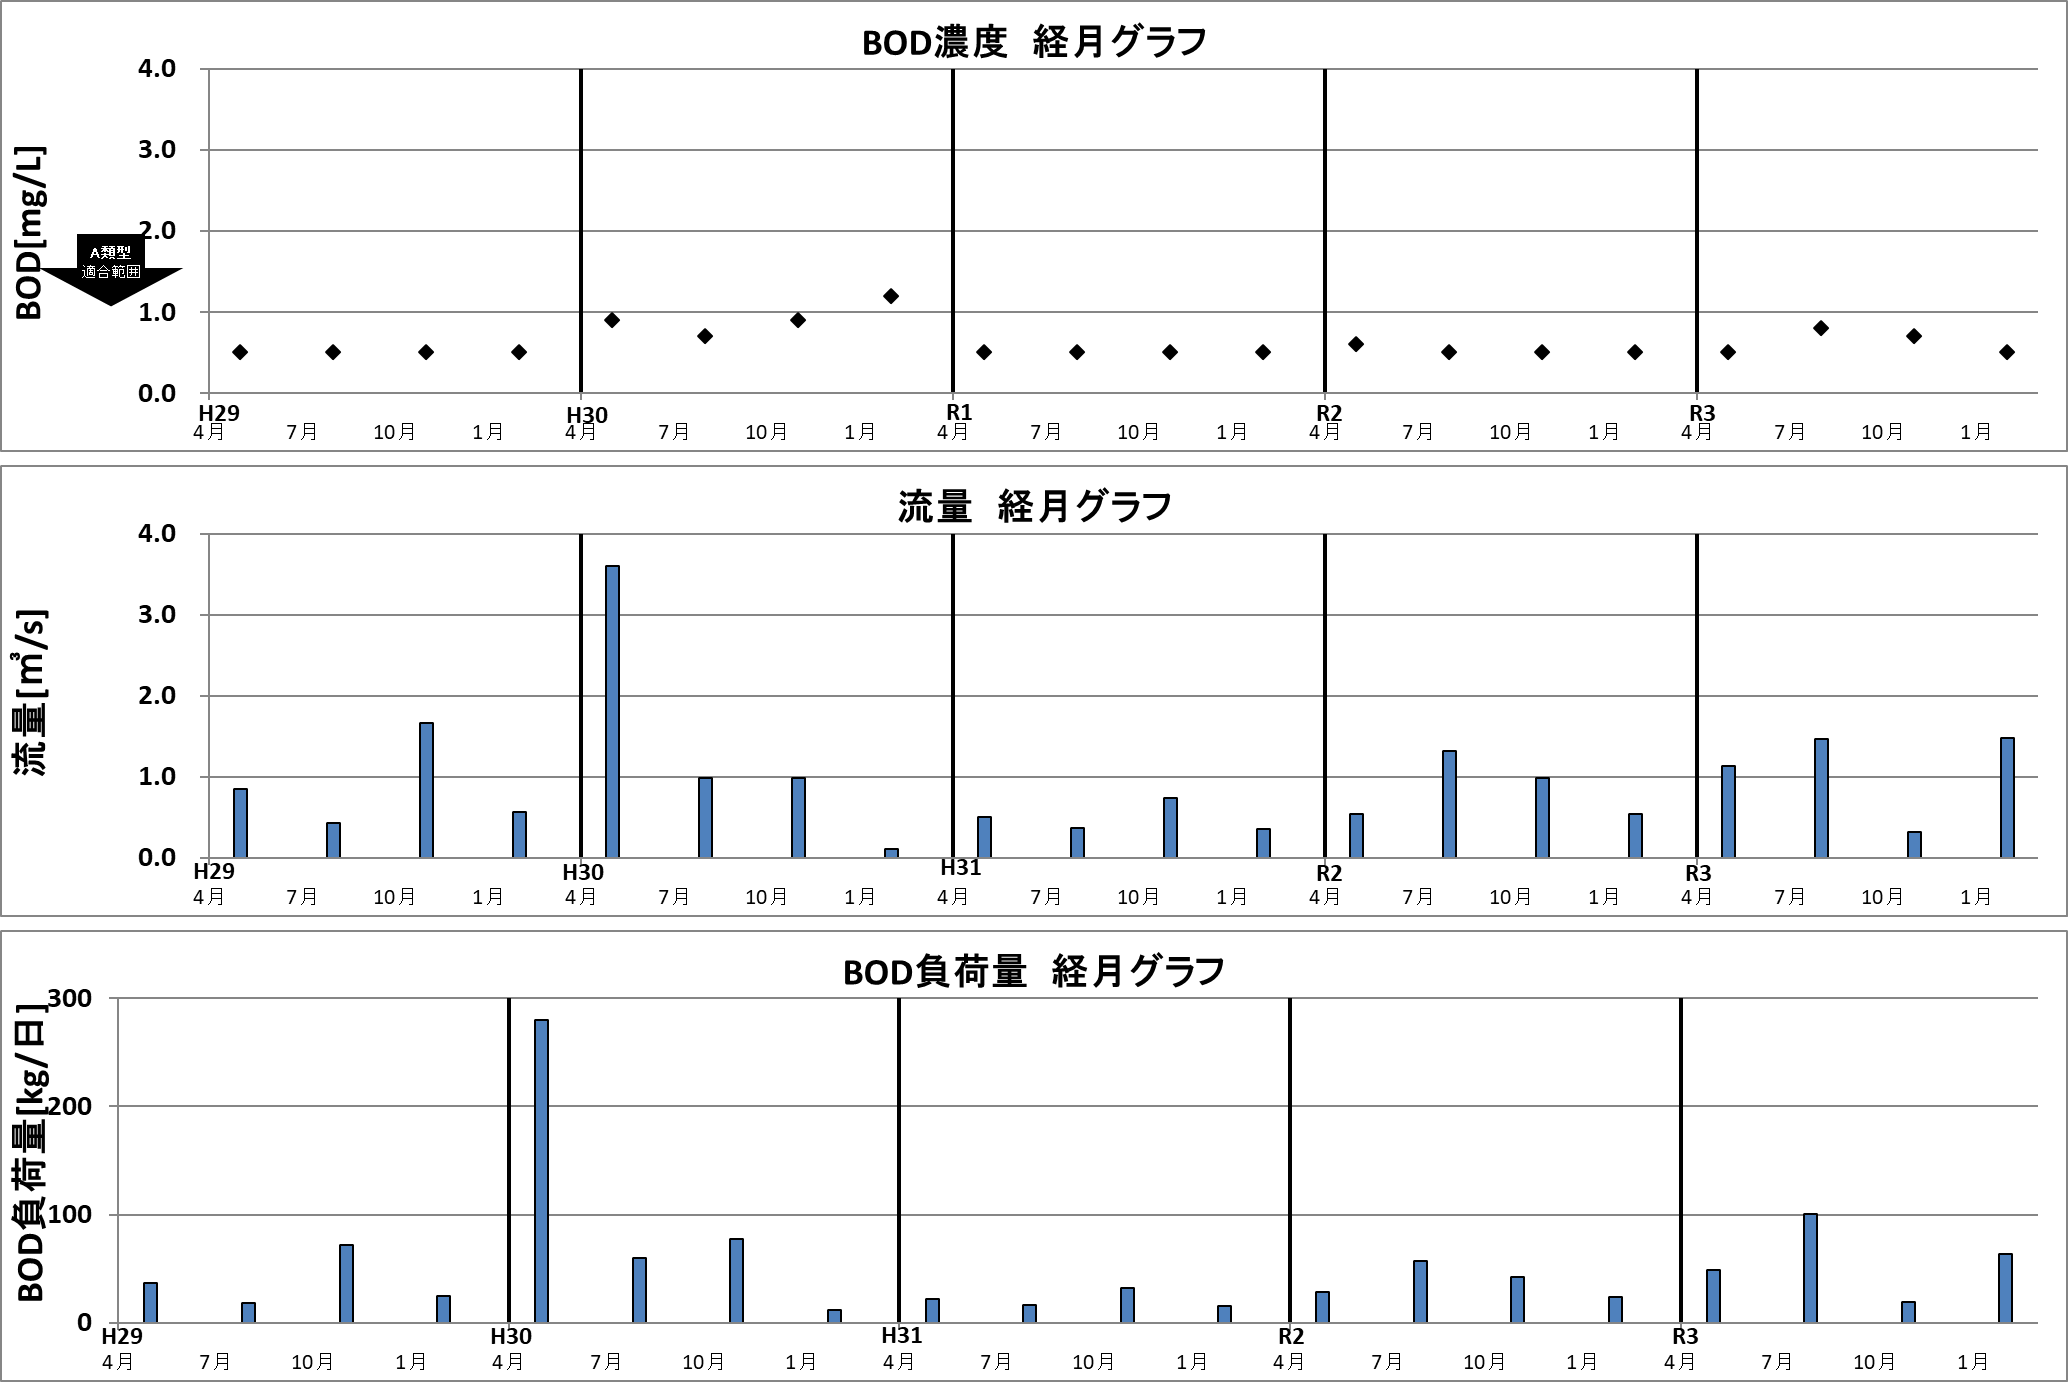 BOD濃度　経月グラフ
BOD[mg/L]
4.0
3.0
2.0
1.0
0.0
A類型
適合範囲
H29 H30 R1 R2 R3
4月 7月 10月 1月 4月 7月 10月 1月 4月 7月 10月 1月 4月 7月 10月 1月 4月 7月 10月 1月
流量　経月グラフ
流量[m³/s]
4.0
3.0
2.0
1.0
0.0
H29 H30 H31 R2 R3
4月 7月 10月 1月 4月 7月 10月 1月 4月 7月 10月 1月 4月 7月 10月 1月 4月 7月 10月 1月
BOD負荷量　経月グラフ
BOD負荷量[kg/日]
300
200
100
0
H29 H30 H31 R2 R3
4月 7月 10月 1月 4月 7月 10月 1月 4月 7月 10月 1月 4月 7月 10月 1月 4月 7月 10月 1月